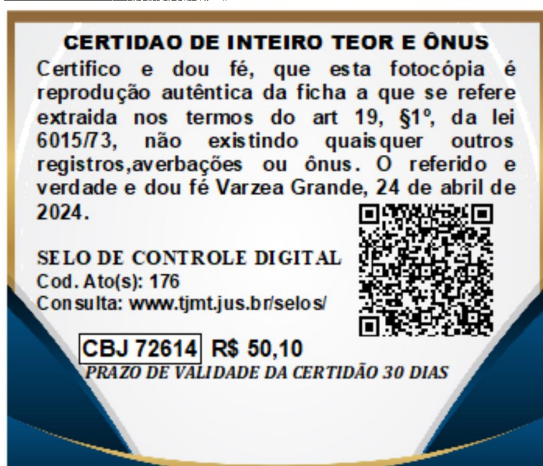 CERTIDAO DE INTEIRO TEOR E ÔNUS
Certifico e dou fé, que esta fotocópia é
reprodução autêntica da ficha a que se refere
extraida nos termos do art 19, §1º, da lei
6015/73, não existindo quaisquer outros
registros,averbações ou ônus. O referido e
verdade e dou fé Varzea Grande, 24 de abril de
2024.
SELO DE CONTROLE DIGITAL
Cod. Ato(s): 176
Consulta: www.tjmt.jus.br/selos/
CBJ 72614 R$ 50,10
PRAZO DE VALIDADE DA CERTIDÃO 30 DIAS